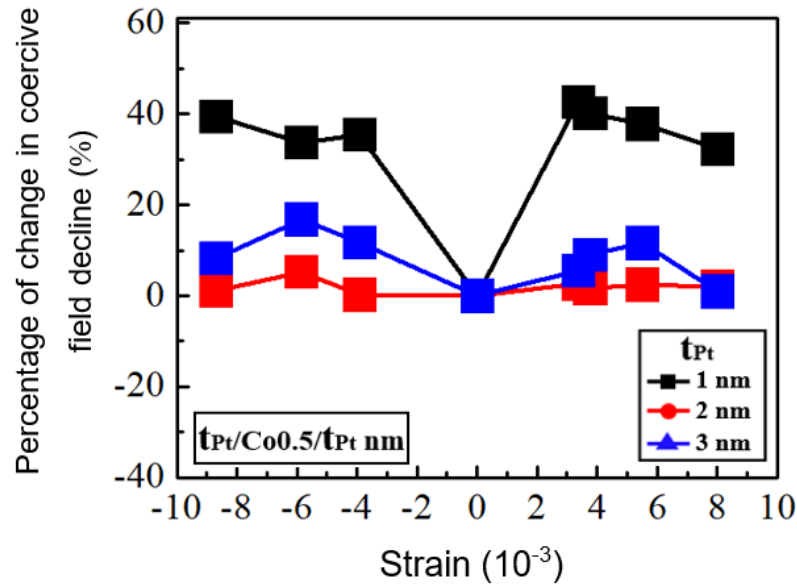 Percentage of change in coercive
field decline (%)
60
40
20
0
-20
-40
tPt
1 nm
2 nm
3 nm
tPt/Co0.5/tPt nm
-10 -8 -6 -4 -2 0 2 4 6 8 10
Strain (10-3)